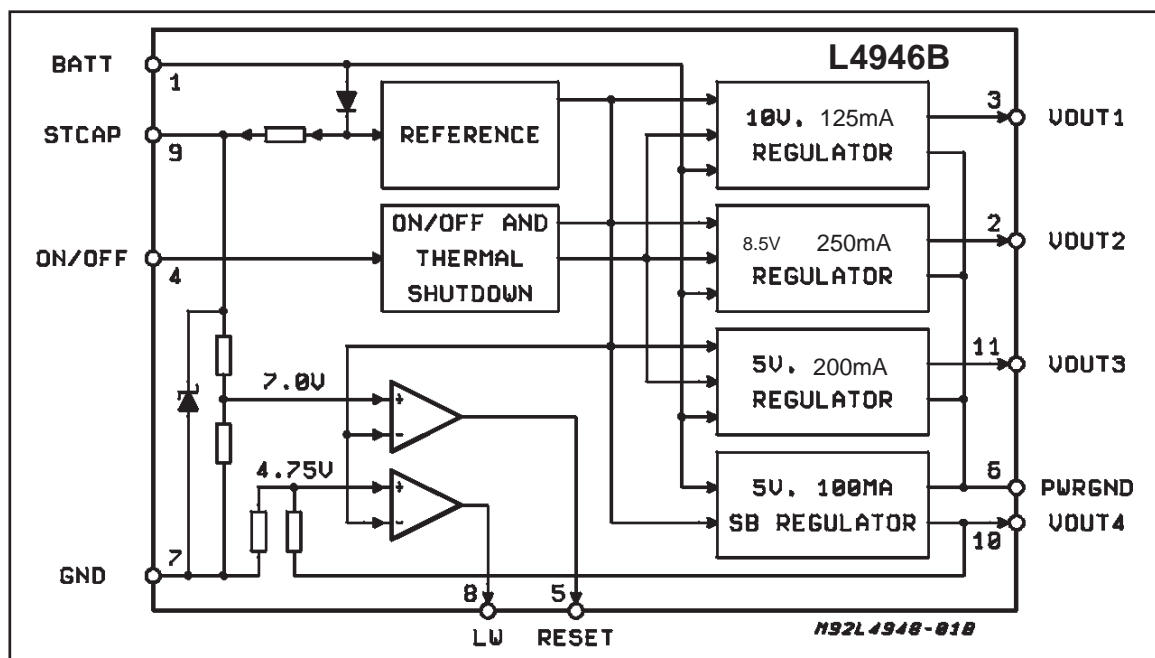 L4946B
BATT
1
STCAP
9
REFERENCE
10V, 125mA
REGULATOR
3
VOUT1
ON/OFF
4
ON/OFF AND
THERMAL
SHUTDOWN
8.5V 250mA
REGULATOR
2
VOUT2
7.0V
+
-
5V, 200mA
REGULATOR
11
VOUT3
4.75V
+
-
5V, 100MA
SB REGULATOR
6
PWRGND
10
VOUT4
GND
7
8
LW
5
RESET
M92L4948-01B